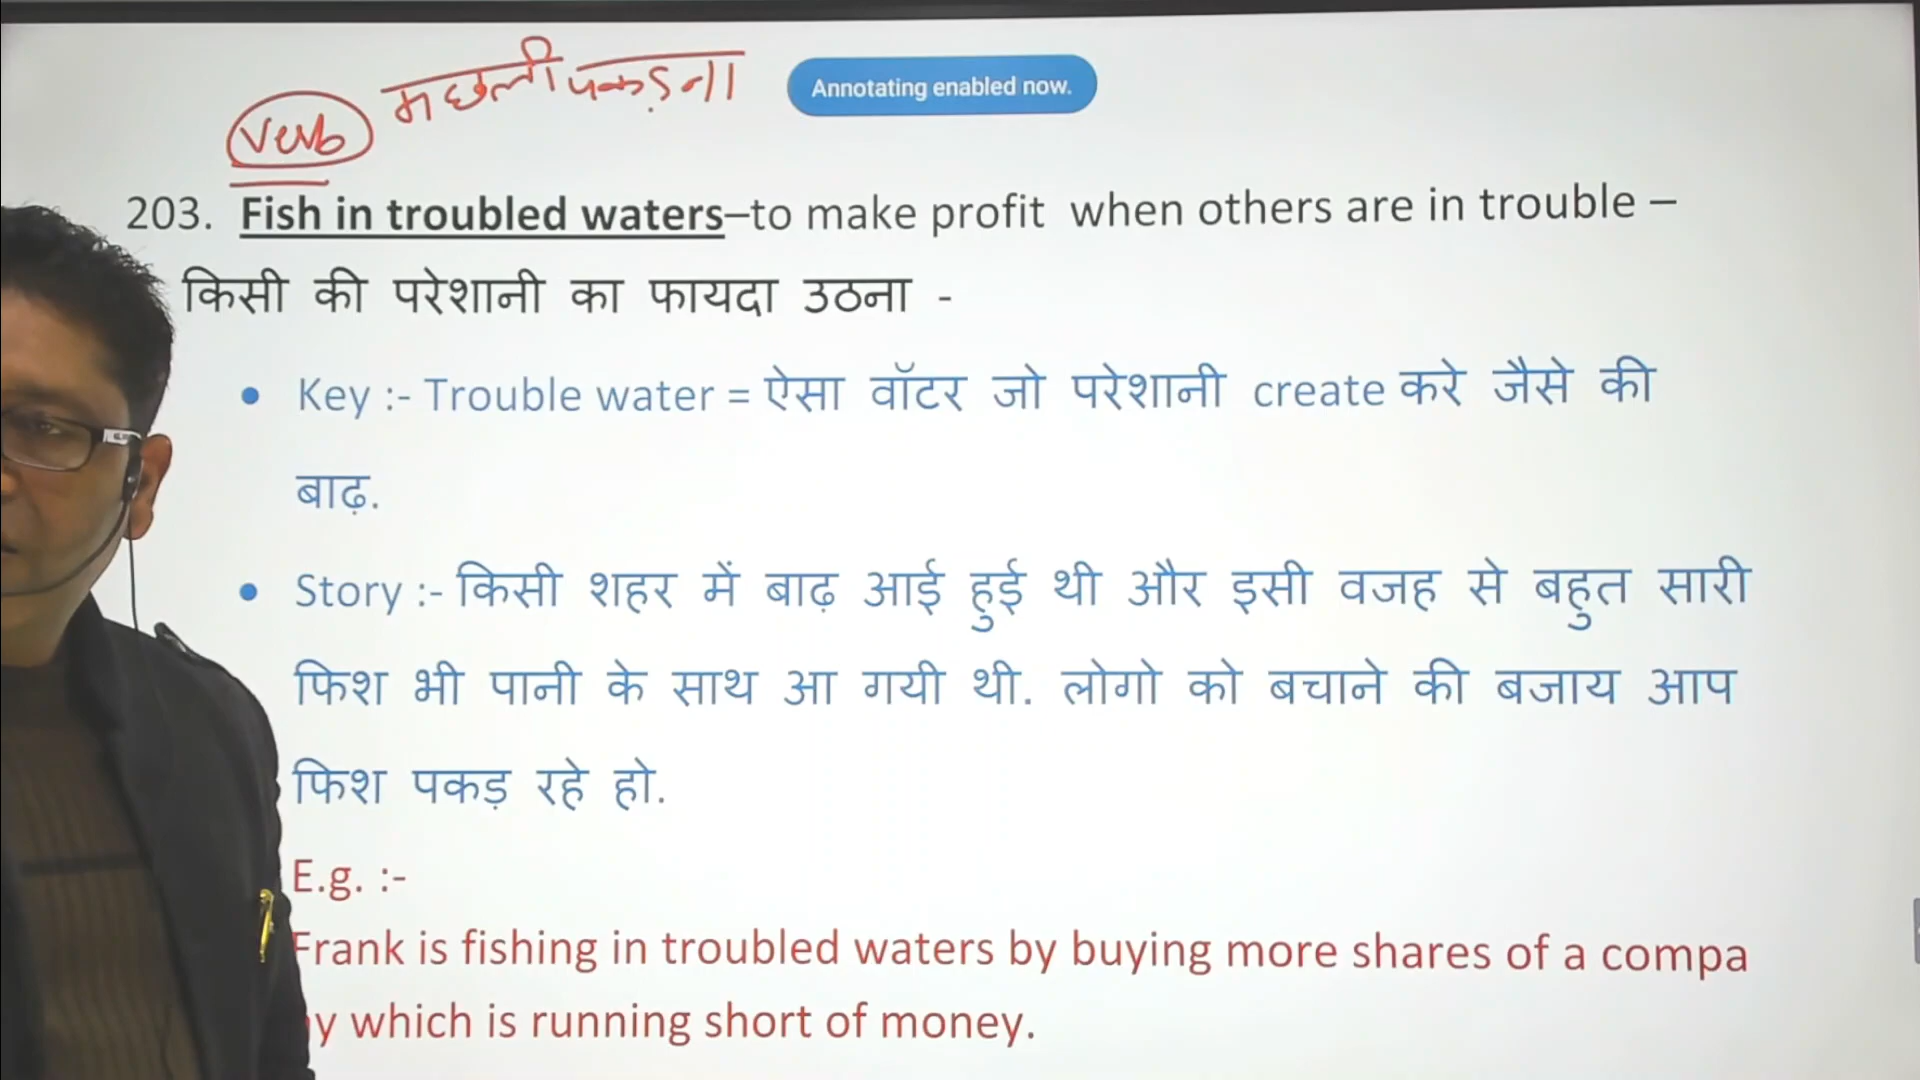 मछली पकड़ना
Annotating enabled now.
Verb
203. Fish in troubled waters–to make profit when others are in trouble –
किसी की परेशानी का फायदा उठना -
• Key :- Trouble water = ऐसा वॉटर जो परेशानी create करे जैसे की
बाढ़.
• Story :- किसी शहर में बाढ़ आई हुई थी और इसी वजह से बहुत सारी
फिश भी पानी के साथ आ गयी थी. लोगो को बचाने की बजाय आप
फिश पकड़ रहे हो.
E.g. :-
Frank is fishing in troubled waters by buying more shares of a compa
y which is running short of money.